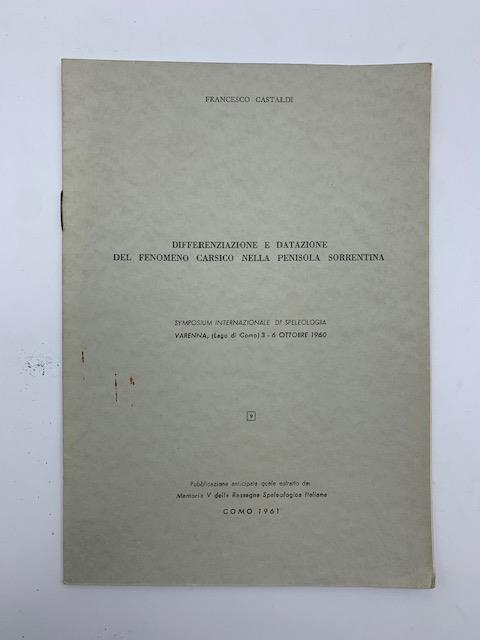 FRANCESCO CASTALDI
DIFFERENZIAZIONE E DATAZIONE
DEL FENOMENO CARSICO NELLA PENISOLA SORRENTINA
SYMPOSIUM INTERNAZIONALE DI SPELEOLOGIA
VARENNA, (Lago di Como) 3 - 6 OTTOBRE 1960
9
Pubblicazione anticipata quale estratto da:
Memoria V della Rassegna Speleologica Italiana
COMO 1961